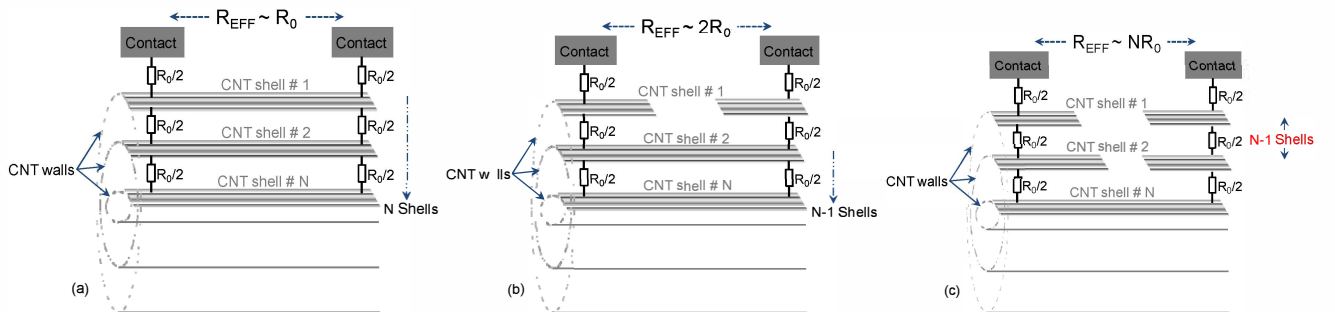 R_EFF ~ R_0
Contact Contact
R_0/2 R_0/2
CNT shell # 1
R_0/2 R_0/2
CNT shell # 2
CNT walls
R_0/2 R_0/2
CNT shell # N
N Shells
(a)
R_EFF ~ 2R_0
Contact Contact
R_0/2 R_0/2
CNT shell # 1
R_0/2 R_0/2
CNT shell # 2
CNT w lls
R_0/2 R_0/2
CNT shell # N
N-1 Shells
(b)
R_EFF ~ NR_0
Contact Contact
R_0/2 R_0/2
CNT shell # 1
R_0/2 R_0/2
N-1 Shells
CNT shell # 2
CNT walls
R_0/2 R_0/2
CNT shell # N
(c)